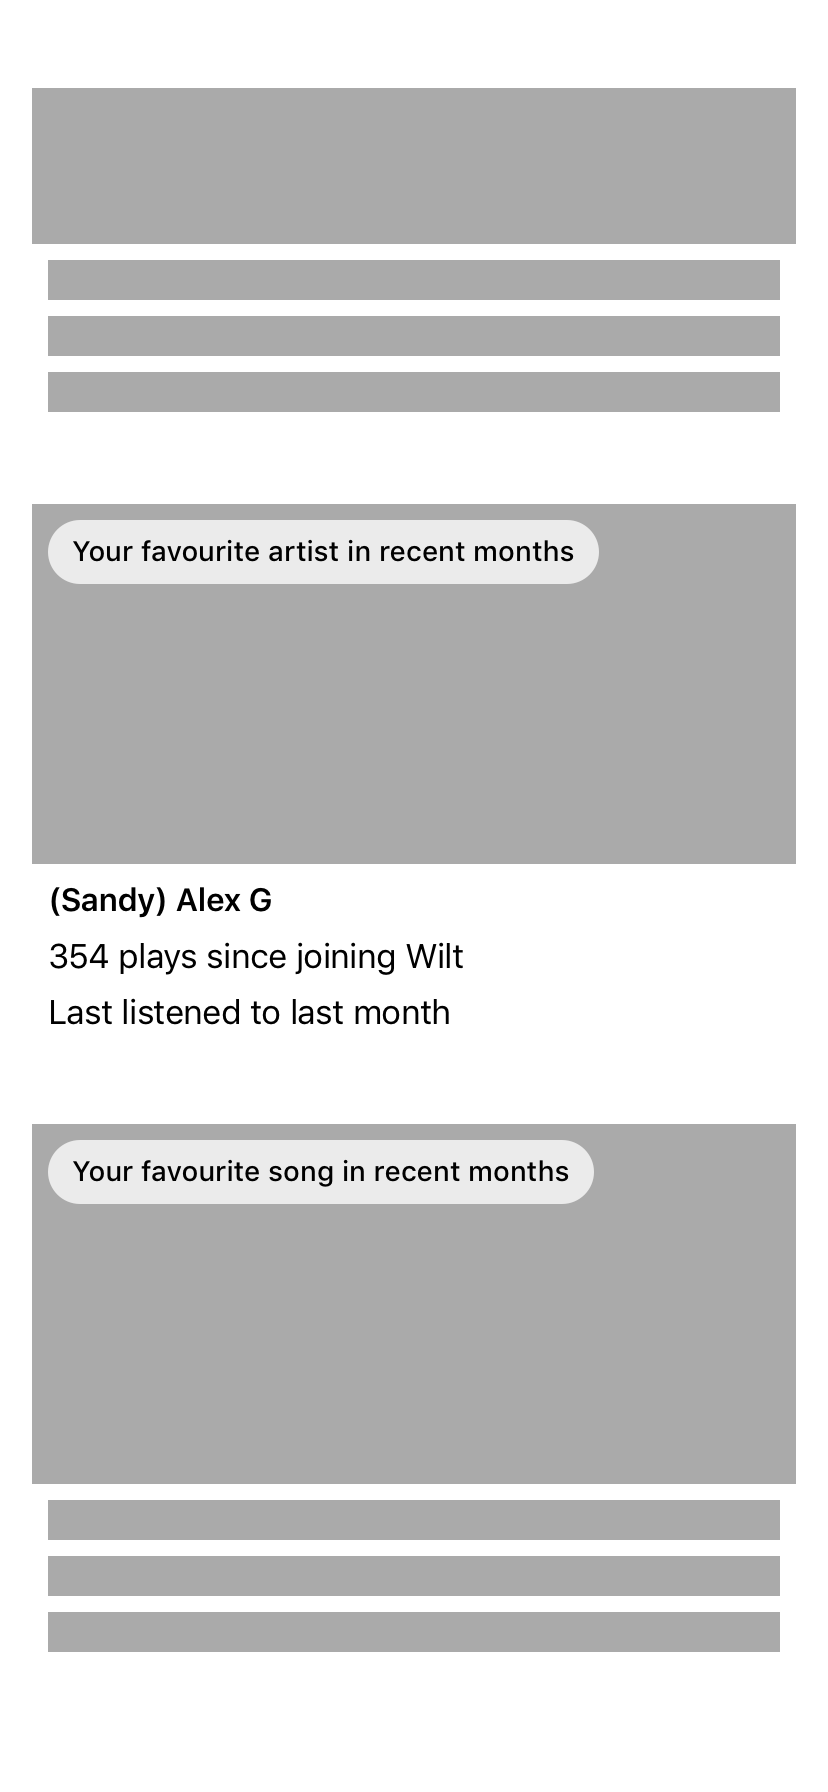 Your favourite artist in recent months
(Sandy) Alex G
354 plays since joining Wilt
Last listened to last month
Your favourite song in recent months